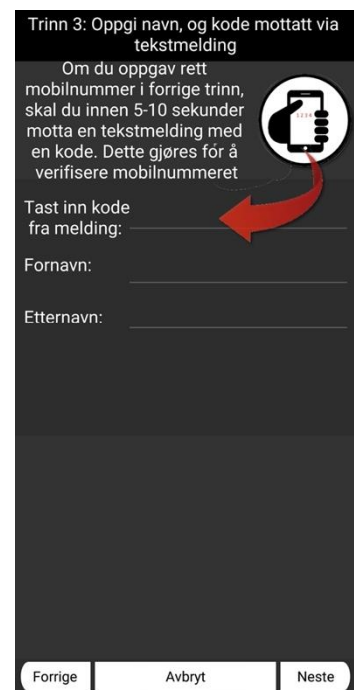 Trinn 3: Oppgi navn, og kode mottatt via
tekstmelding
Om du oppgav rett
mobilnummer i forrige trinn,
skal du innen 5-10 sekunder
motta en tekstmelding med
en kode. Dette gjøres for å
verifisere mobilnummeret
1234
Tast inn kode
fra melding:
Fornavn:
Etternavn:
Forrige
Avbryt
Neste